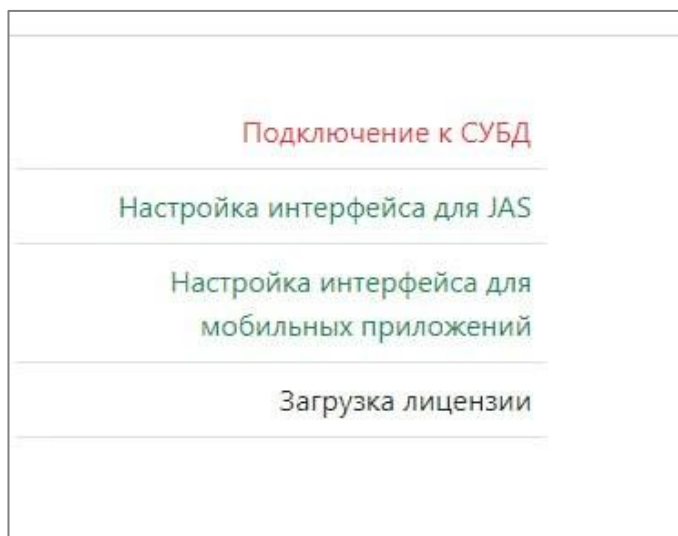 Подключение к СУБД
Настройка интерфейса для JAS
Настройка интерфейса для
мобильных приложений
Загрузка лицензии